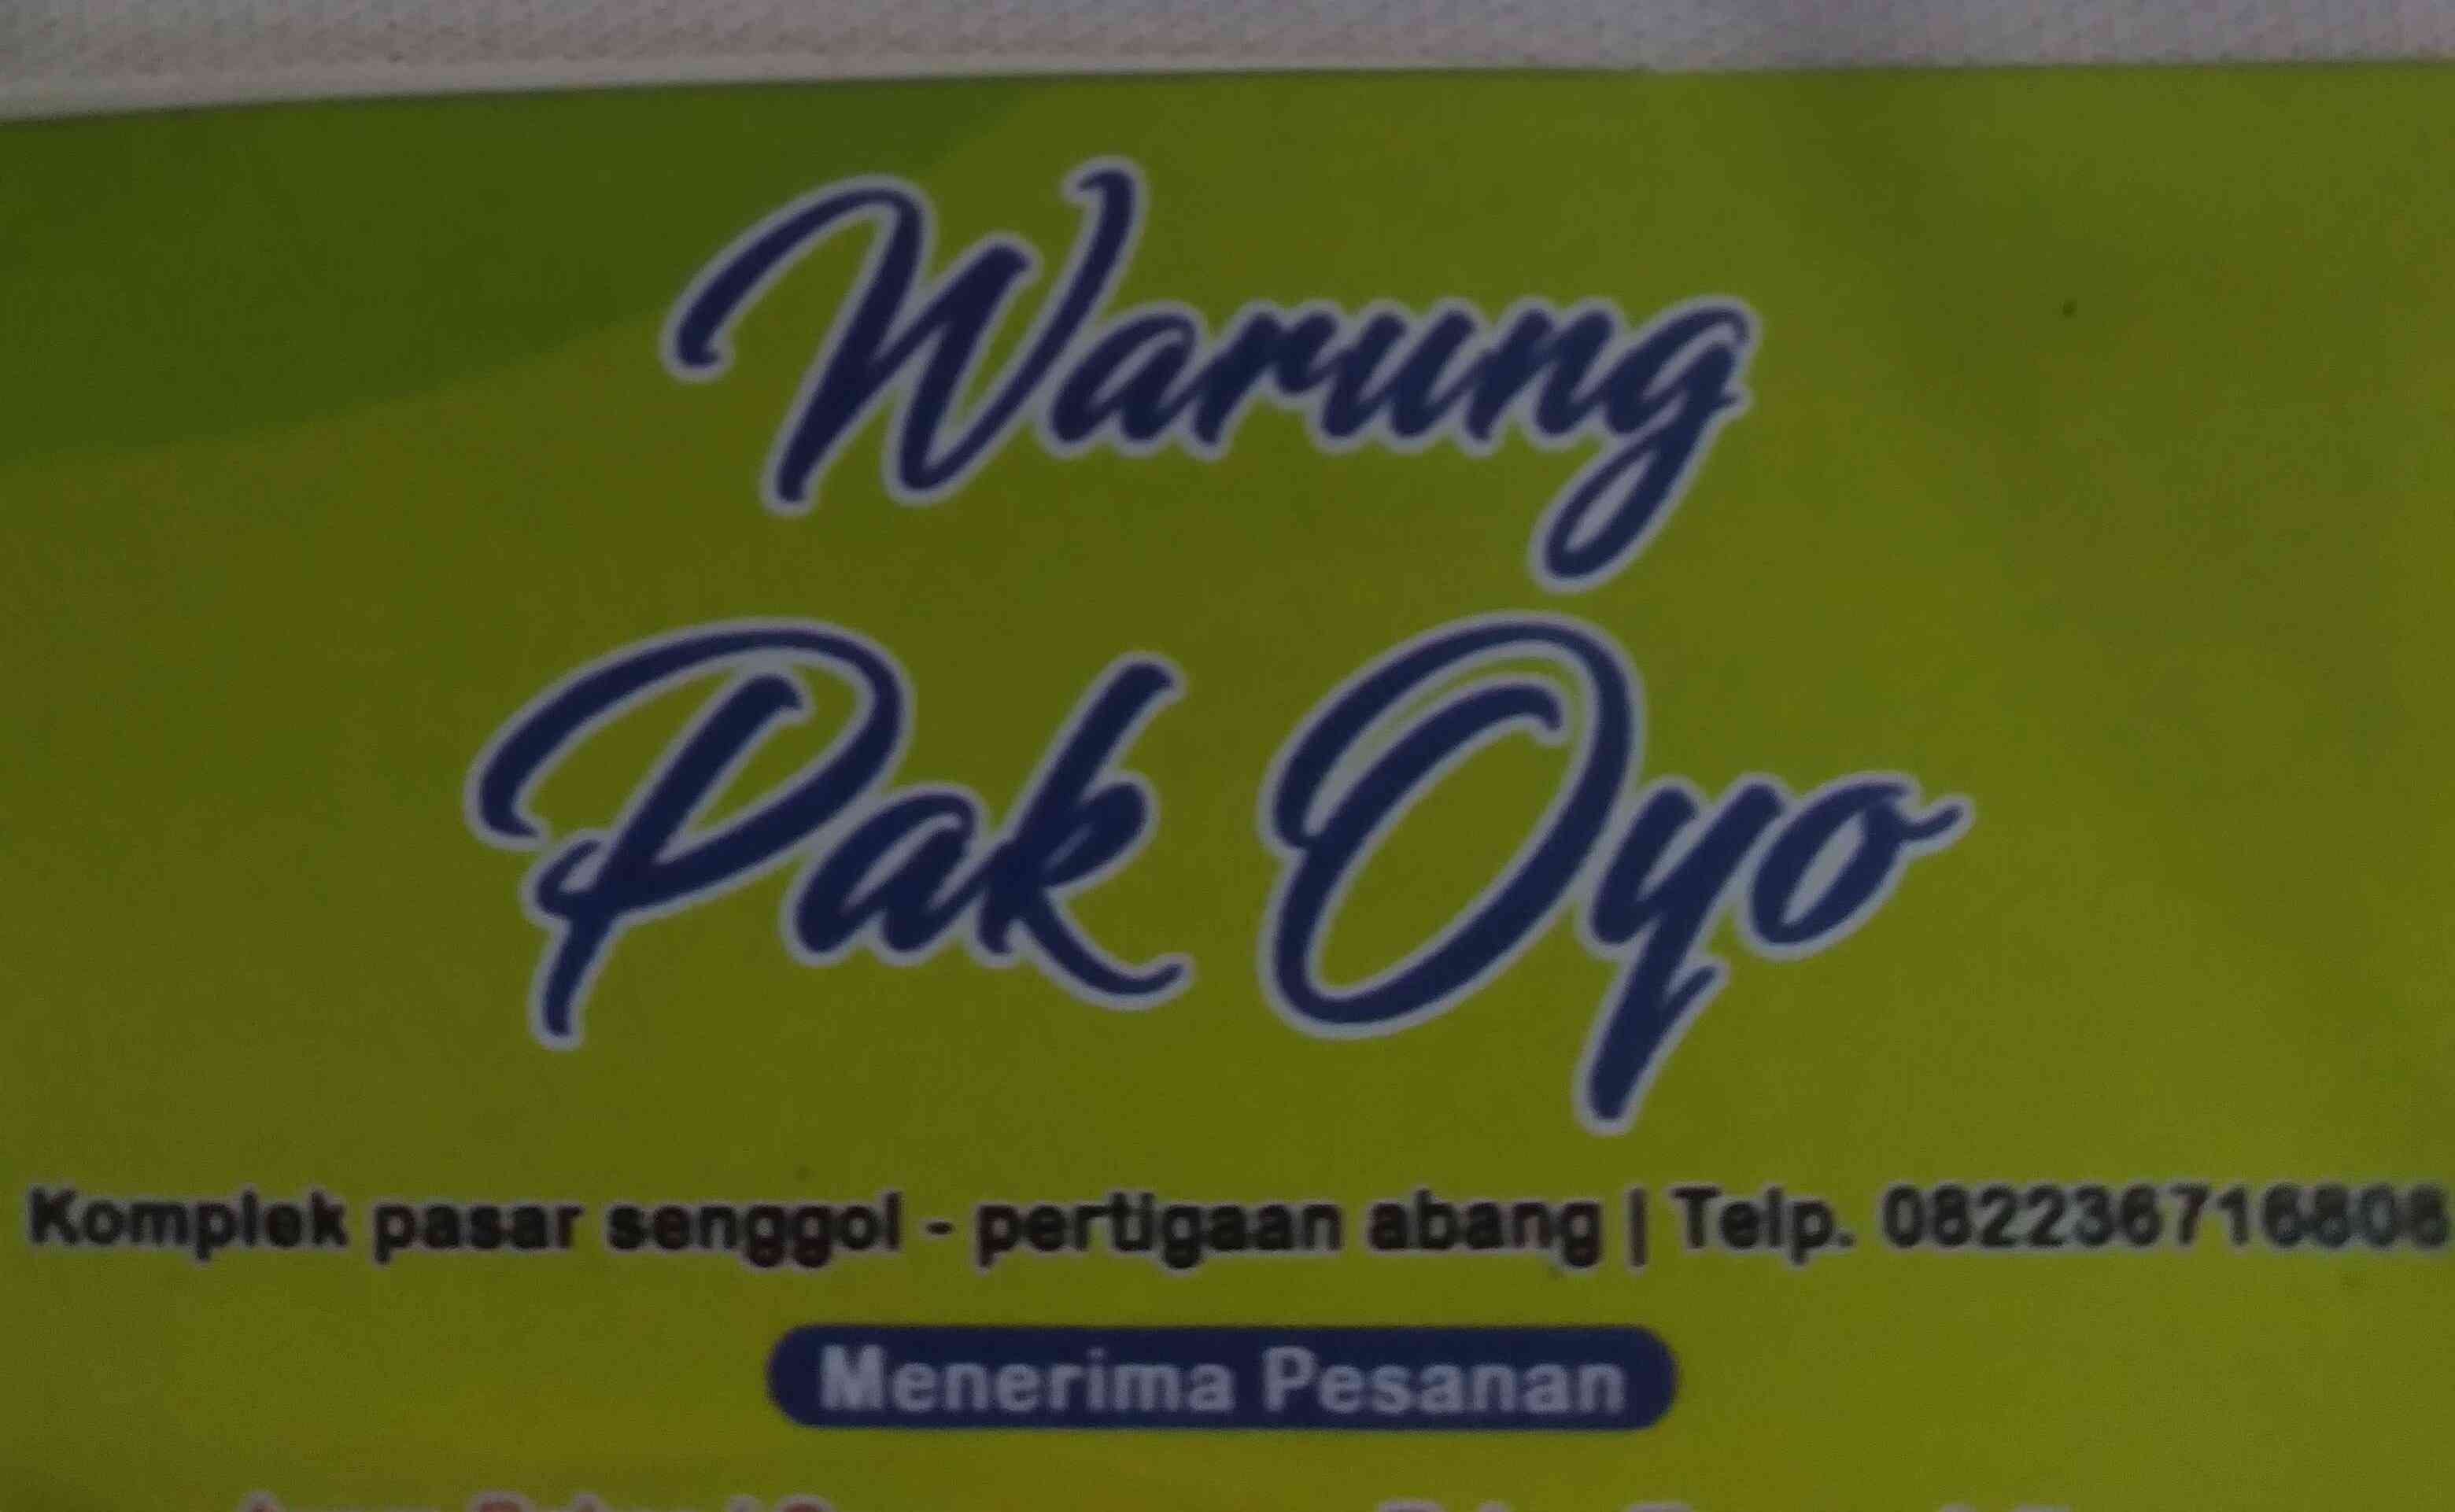 Warung
Pak Oyo
Komplek pasar senggol - pertigaan abang | Telp. 082236716808
Menerima Pesanan